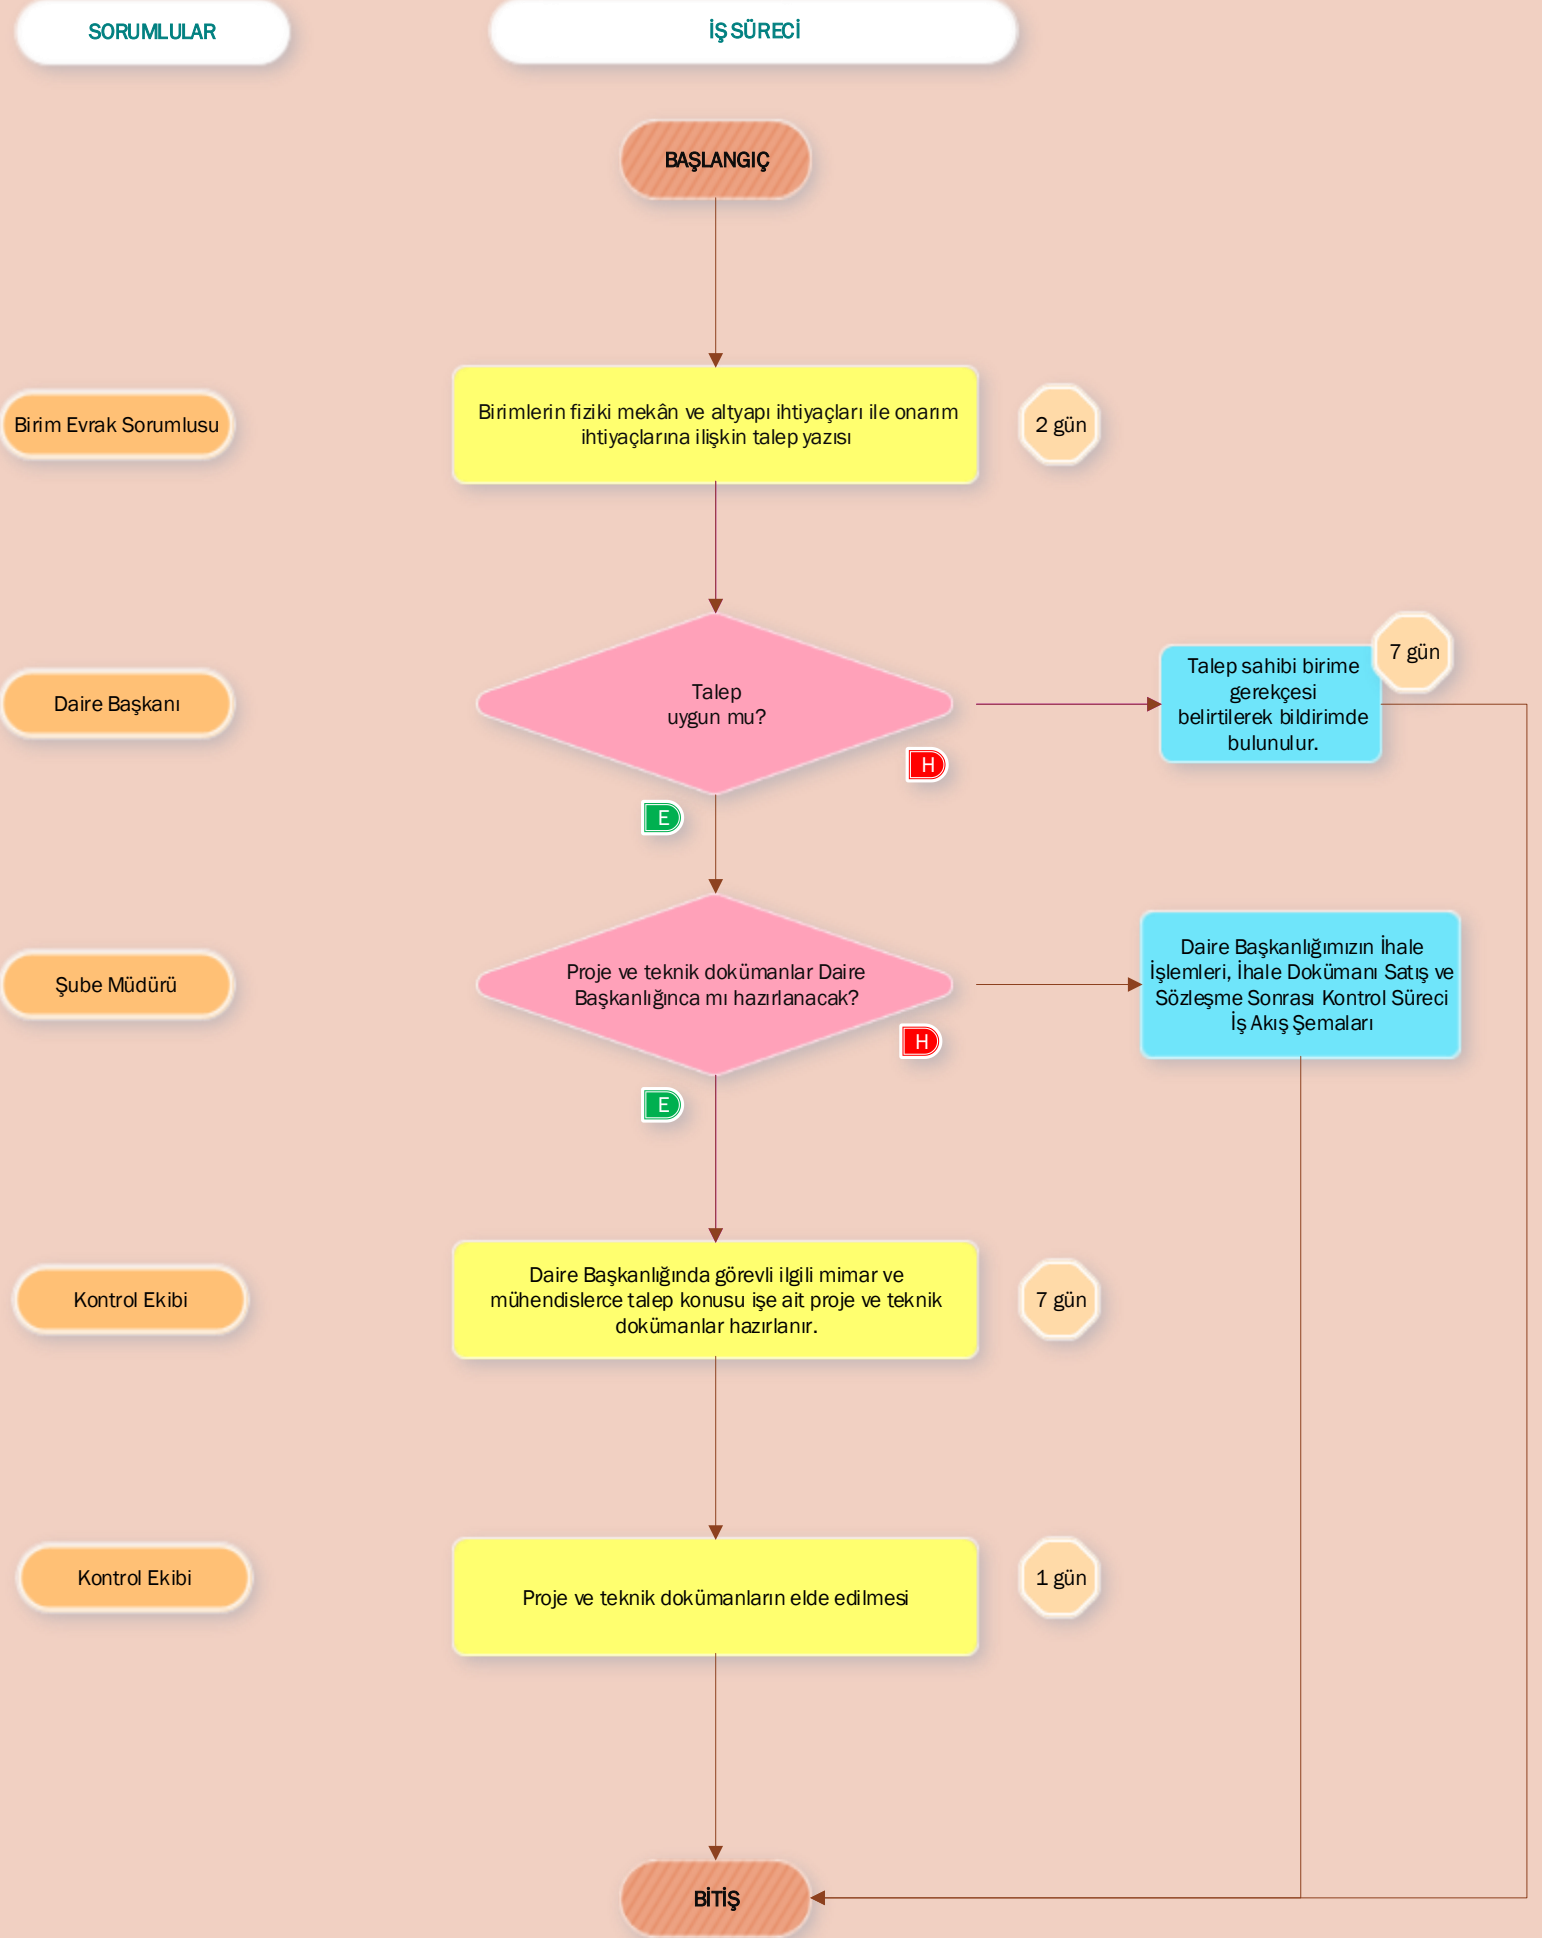 SORUMLULAR
İŞ SÜRECİ
BAŞLANGIÇ
Birim Evrak Sorumlusu
Birimlerin fiziki mekân ve altyapı ihtiyaçları ile onarım
ihtiyaçlarına ilişkin talep yazısı
2 gün
Daire Başkanı
Talep
uygun mu?
H
E
Talep sahibi birime
gerekçesi
belirtilerek bildirimde
bulunulur.
7 gün
Şube Müdürü
Proje ve teknik dokümanlar Daire
Başkanlığınca mı hazırlanacak?
H
E
Daire Başkanlığımızın İhale
İşlemleri, İhale Dokümanı Satış ve
Sözleşme Sonrası Kontrol Süreci
İş Akış Şemaları
Kontrol Ekibi
Daire Başkanlığında görevli ilgili mimar ve
mühendislerce talep konusu işe ait proje ve teknik
dokümanlar hazırlanır.
7 gün
Kontrol Ekibi
Proje ve teknik dokümanların elde edilmesi
1 gün
BİTİŞ